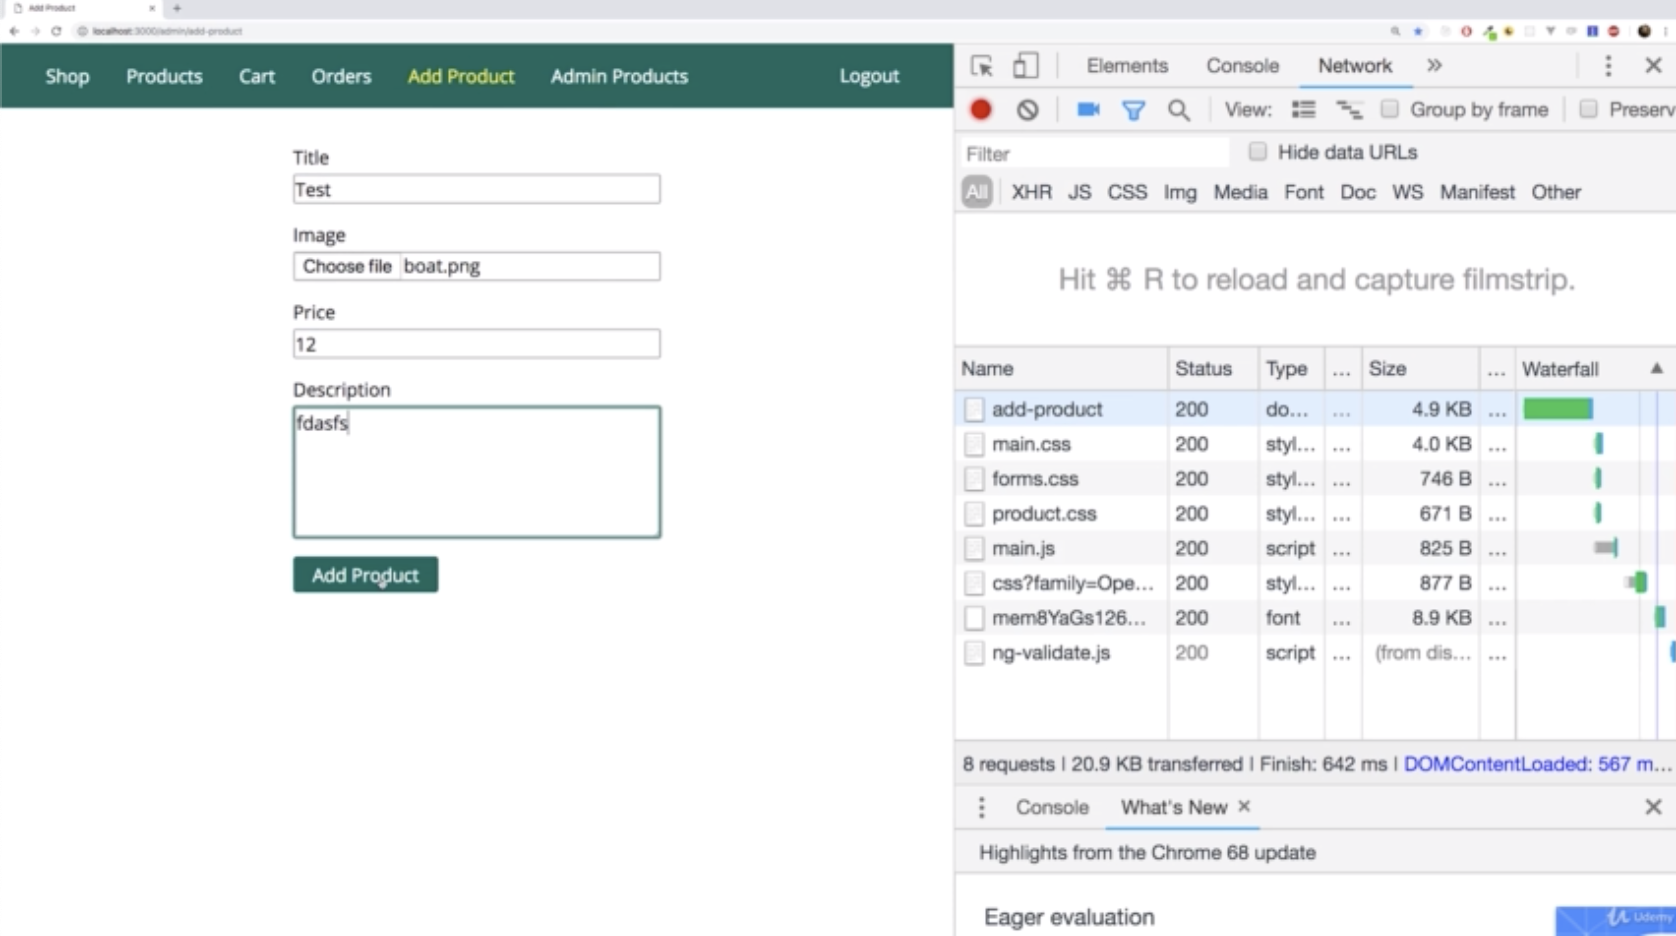 Add Product
localhost:3000/admin/add-product
Shop Products Cart Orders Add Product Admin Products Logout
Title
Test
Image
Choose file boat.png
Price
12
Description
fdasfs
Add Product
Elements Console Network »
View: Group by frame Preserv
Filter Hide data URLs
All XHR JS CSS Img Media Font Doc WS Manifest Other
Hit ⌘ R to reload and capture filmstrip.
Name Status Type ... Size ... Waterfall
add-product 200 do... ... 4.9 KB ...
main.css 200 styl... ... 4.0 KB ...
forms.css 200 styl... ... 746 B ...
product.css 200 styl... ... 671 B ...
main.js 200 script ... 825 B ...
css?family=Ope... 200 styl... ... 877 B ...
mem8YaGs126... 200 font ... 8.9 KB ...
ng-validate.js 200 script ... (from dis... ...
8 requests | 20.9 KB transferred | Finish: 642 ms | DOMContentLoaded: 567 m...
Console What's New
Highlights from the Chrome 68 update
Eager evaluation
Udemy